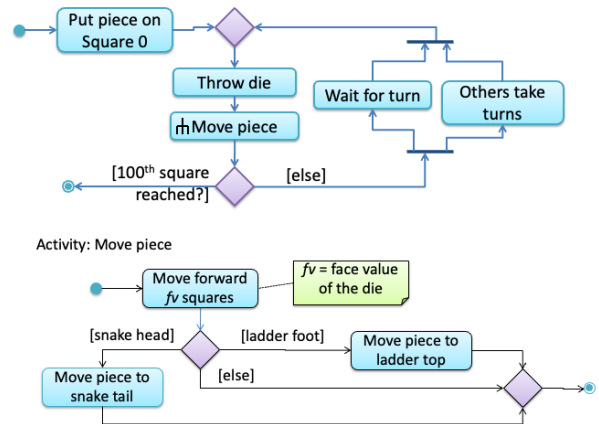 Put piece on
Square 0
Throw die
Move piece
Wait for turn
Others take
turns
[100th square
reached?]
[else]
Activity: Move piece
Move forward
fv squares
fv = face value
of the die
[snake head]
[ladder foot]
Move piece to
ladder top
[else]
Move piece to
snake tail